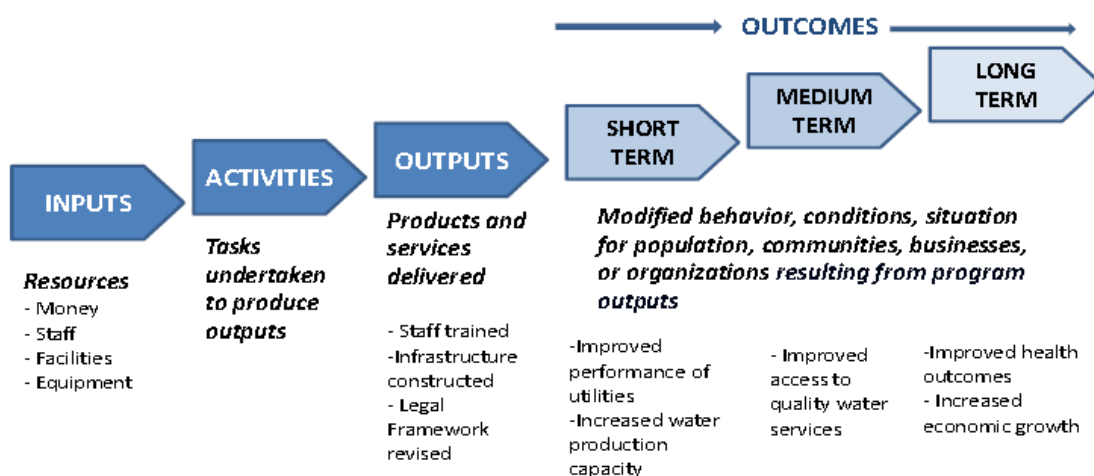 OUTCOMES
INPUTS
ACTIVITIES
OUTPUTS
SHORT
TERM
MEDIUM
TERM
LONG
TERM
Resources
- Money
- Staff
- Facilities
- Equipment
Tasks
undertaken
to produce
outputs
Products and
services
delivered
- Staff trained
-Infrastructure
constructed
- Legal
Framework
revised
Modified behavior, conditions, situation
for population, communities, businesses,
or organizations resulting from program
outputs
-Improved
performance of
utilities
-Increased water
production
capacity
- Improved
access to
quality water
services
-Improved health
outcomes
- Increased
economic growth